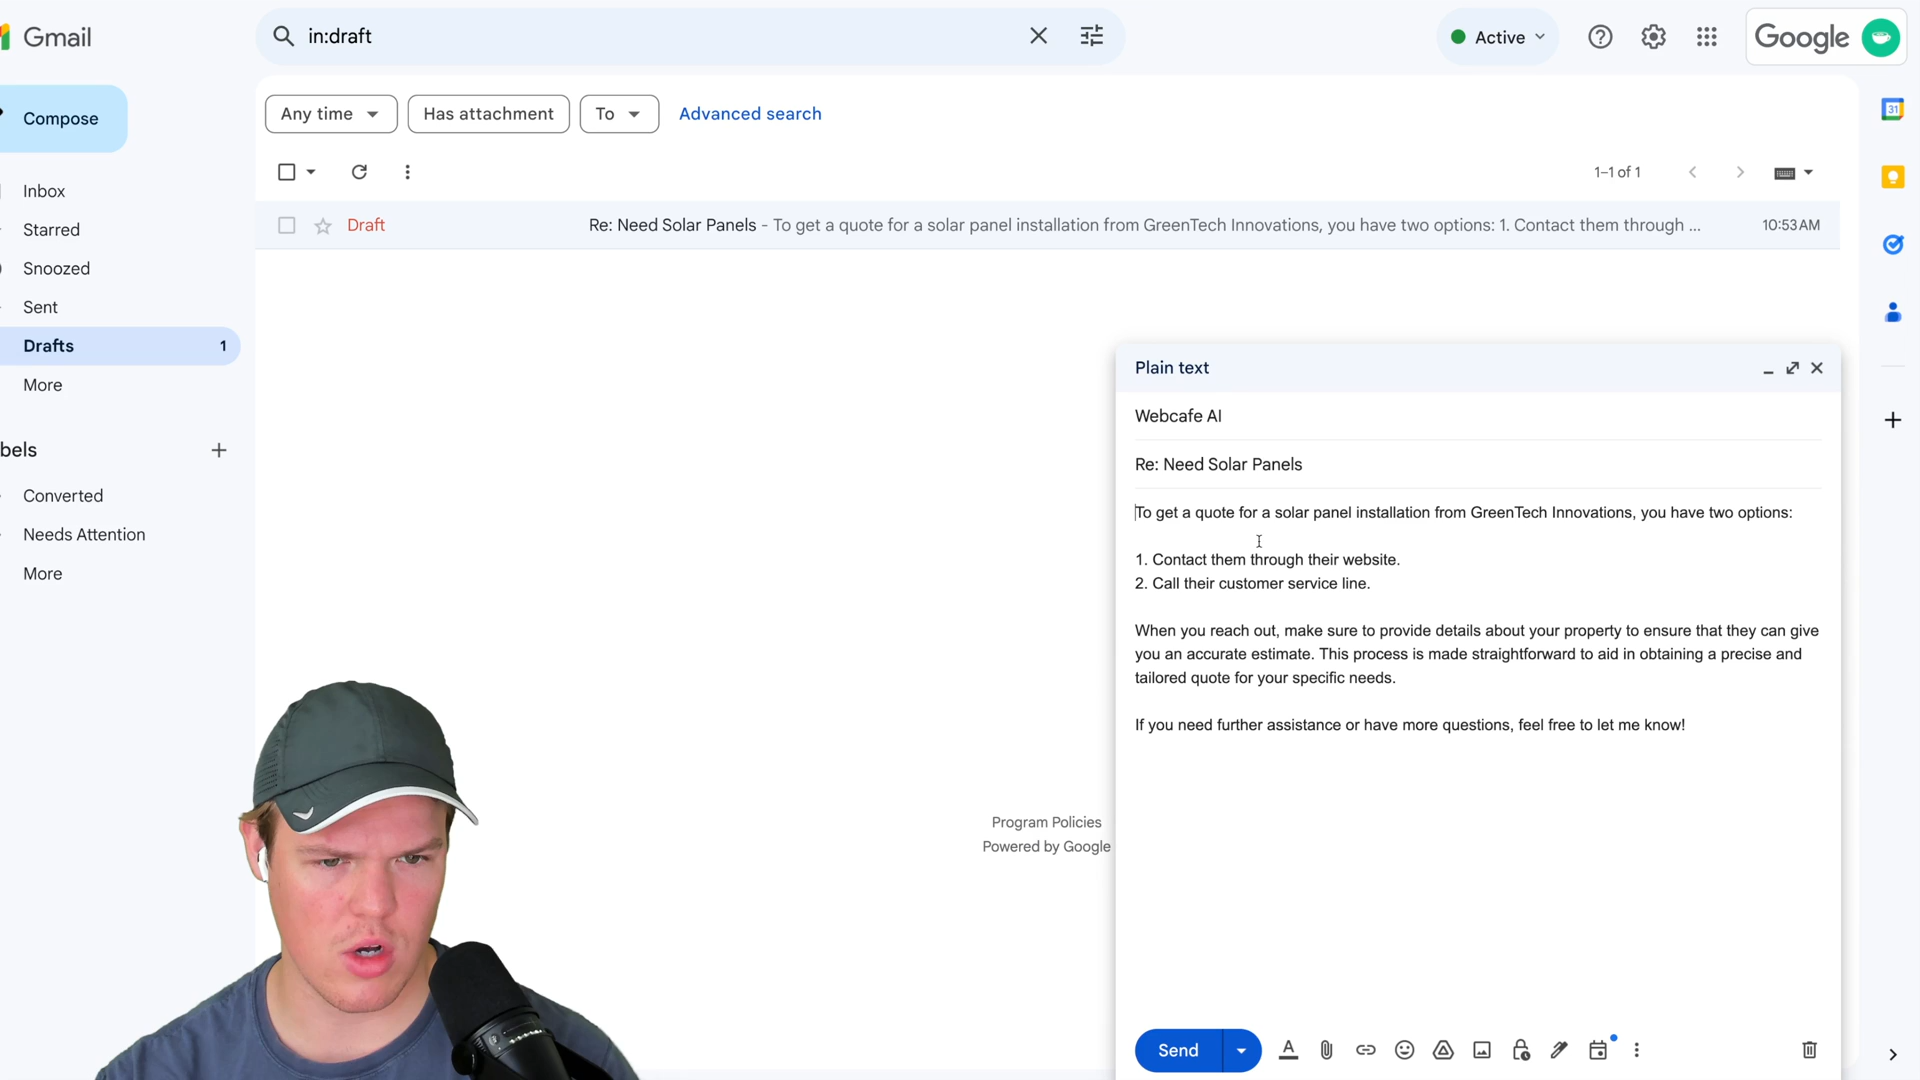 Gmail
in:draft
Active
Google
Compose
Any time
Has attachment
To
Advanced search
31
1–1 of 1
Inbox
Starred
Snoozed
Sent
Drafts
1
More
Draft
Re: Need Solar Panels - To get a quote for a solar panel installation from GreenTech Innovations, you have two options: 1. Contact them through ...
10:53 AM
bels
Converted
Needs Attention
More
Program Policies
Powered by Google
Plain text
Webcafe AI
Re: Need Solar Panels
To get a quote for a solar panel installation from GreenTech Innovations, you have two options:
1. Contact them through their website.
2. Call their customer service line.
When you reach out, make sure to provide details about your property to ensure that they can give
you an accurate estimate. This process is made straightforward to aid in obtaining a precise and
tailored quote for your specific needs.
If you need further assistance or have more questions, feel free to let me know!
Send